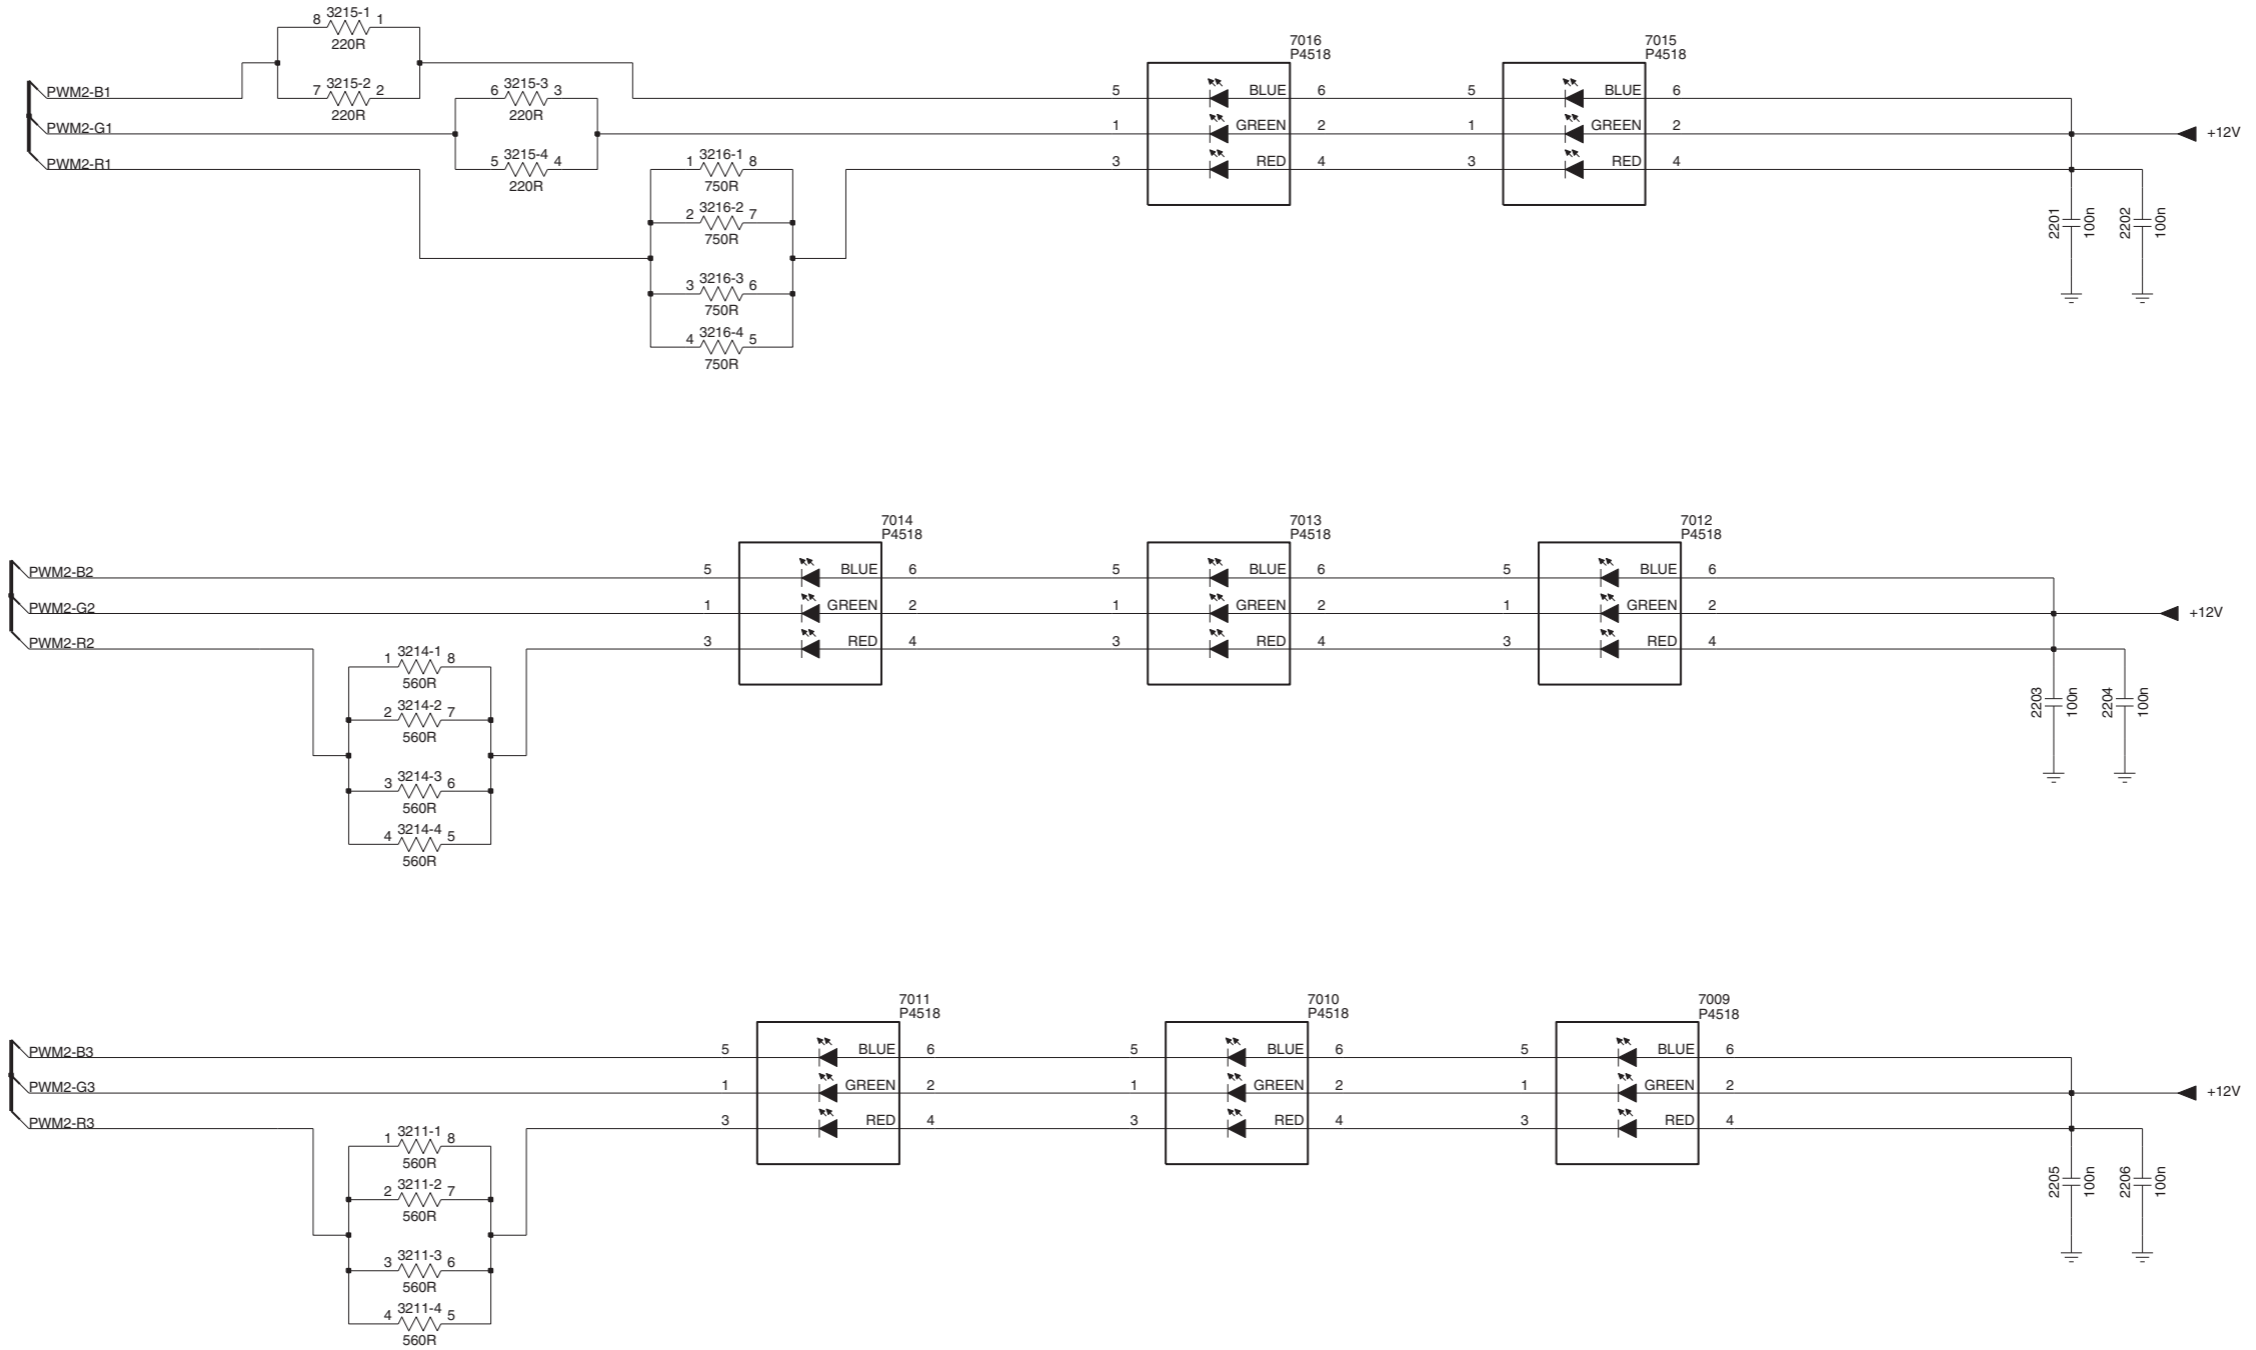 3215-1
8 1
220R
3215-2
7 2
220R
3215-3
6 3
220R
3215-4
5 4
220R
PWM2-B1
PWM2-G1
PWM2-R1
3216-1
1 8
750R
3216-2
2 7
750R
3216-3
3 6
750R
3216-4
4 5
750R
7016
P4518
5 BLUE 6
1 GREEN 2
3 RED 4
7015
P4518
5 BLUE 6
1 GREEN 2
3 RED 4
+12V
2201
100n
2202
100n
PWM2-B2
PWM2-G2
PWM2-R2
3214-1
1 8
560R
3214-2
2 7
560R
3214-3
3 6
560R
3214-4
4 5
560R
7014
P4518
5 BLUE 6
1 GREEN 2
3 RED 4
7013
P4518
5 BLUE 6
1 GREEN 2
3 RED 4
7012
P4518
5 BLUE 6
1 GREEN 2
3 RED 4
+12V
2203
100n
2204
100n
PWM2-B3
PWM2-G3
PWM2-R3
3211-1
1 8
560R
3211-2
2 7
560R
3211-3
3 6
560R
3211-4
4 5
560R
7011
P4518
5 BLUE 6
1 GREEN 2
3 RED 4
7010
P4518
5 BLUE 6
1 GREEN 2
3 RED 4
7009
P4518
5 BLUE 6
1 GREEN 2
3 RED 4
+12V
2205
100n
2206
100n